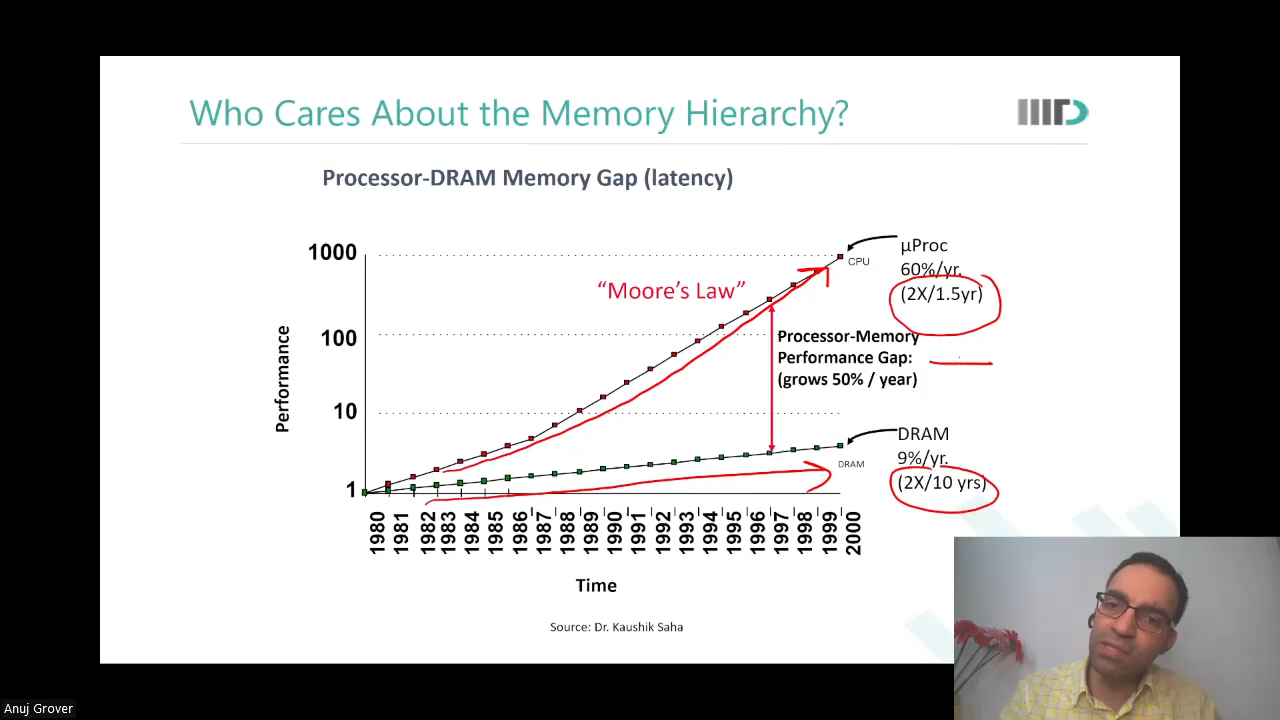 Who Cares About the Memory Hierarchy?
IIITD
Processor-DRAM Memory Gap (latency)
1000
100
10
1
Performance
"Moore's Law"
CPU
µProc
60%/yr.
(2X/1.5yr)
Processor-Memory
Performance Gap:
(grows 50% / year)
DRAM
9%/yr.
(2X/10 yrs)
DRAM
1980
1981
1982
1983
1984
1985
1986
1987
1988
1989
1990
1991
1992
1993
1994
1995
1996
1997
1998
1999
2000
Time
Source: Dr. Kaushik Saha
Anuj Grover